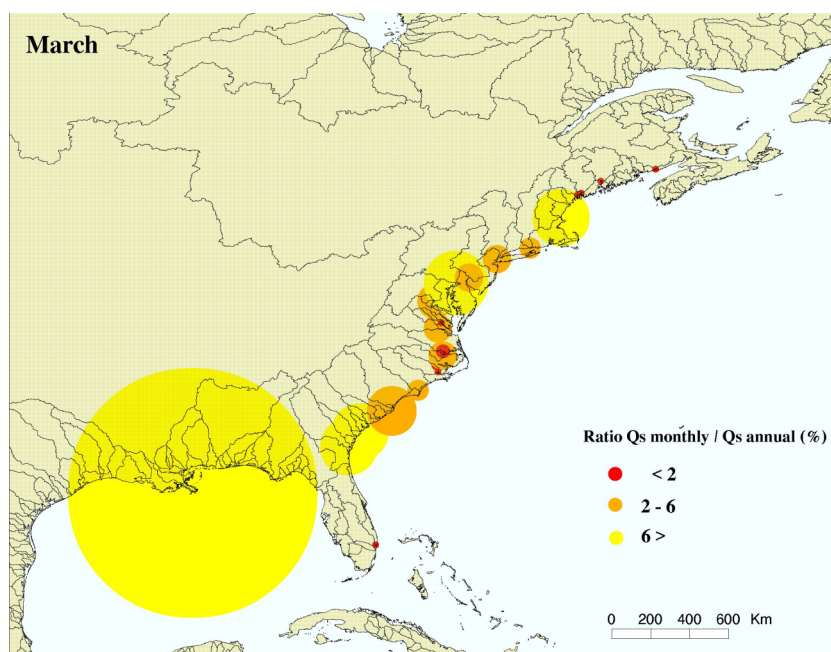 March
Ratio Qs monthly / Qs annual (%)
< 2
2 - 6
6 >
0 200 400 600 Km